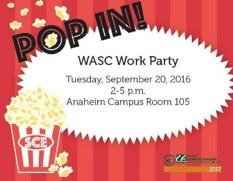 POP IN!
WASC Work Party
Tuesday, September 20, 2016
2-5 p.m.
Anaheim Campus Room 105
SCE
2017